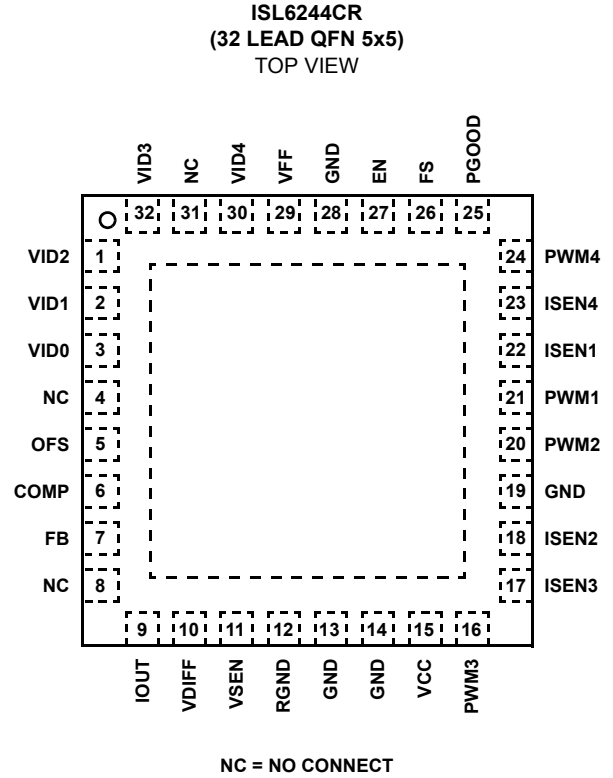 ISL6244CR
(32 LEAD QFN 5x5)
TOP VIEW
VID3 NC VID4 VFF GND EN FS PGOOD
32 31 30 29 28 27 26 25
VID2 1 24 PWM4
VID1 2 23 ISEN4
VID0 3 22 ISEN1
NC 4 21 PWM1
OFS 5 20 PWM2
COMP 6 19 GND
FB 7 18 ISEN2
NC 8 17 ISEN3
9 10 11 12 13 14 15 16
IOUT VDIFF VSEN RGND GND GND VCC PWM3
NC = NO CONNECT